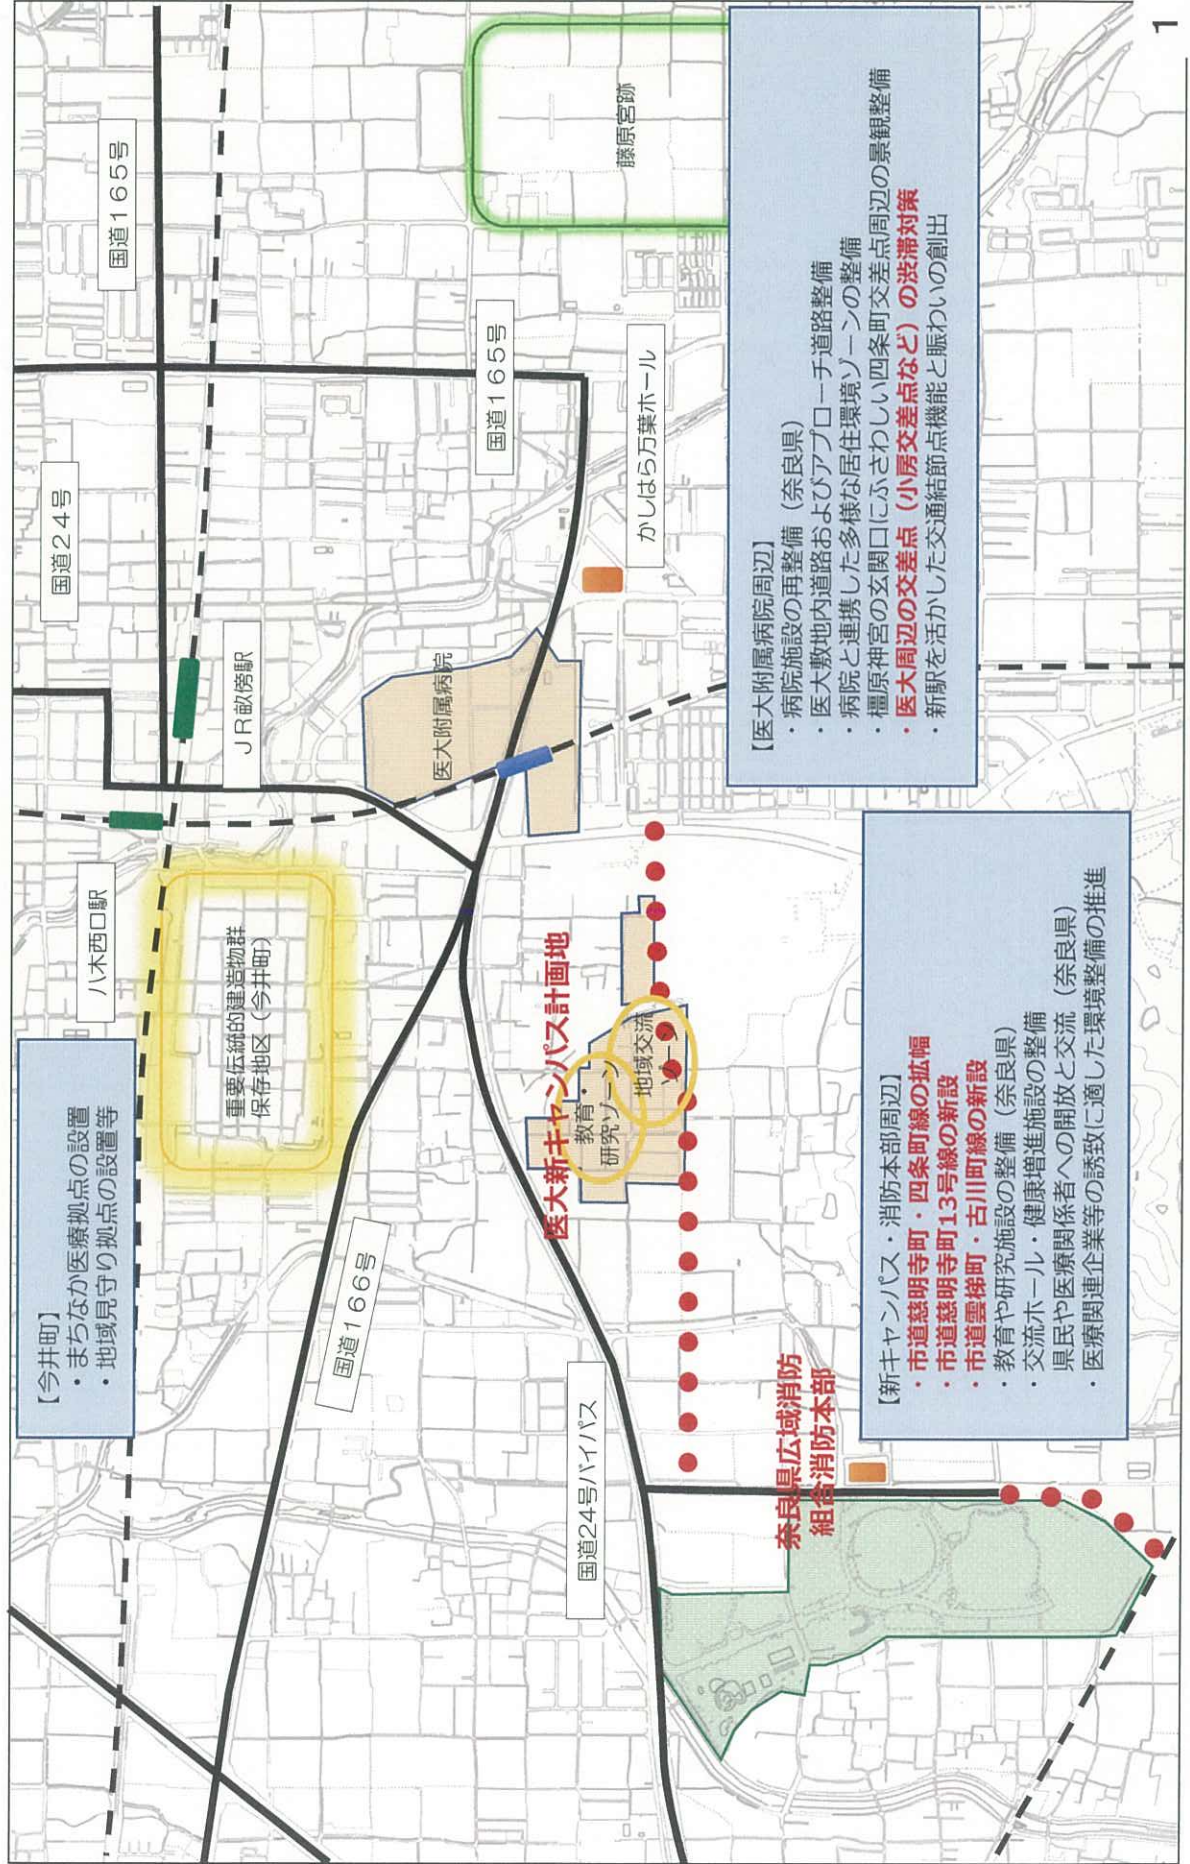 【今井町】
・まちなか医療拠点の設置
・地域見守り拠点の設置等
八木西口駅
国道24号
国道165号
JR畝傍駅
重要伝統的建造物群
保存地区(今井町)
国道166号
医大附属病院
国道165号
藤原宮跡
かしはら万葉ホール
国道24号バイパス
医大新キャンパス計画地
教育・
研究ゾーン
地域交流
ゾーン
奈良県広域消防
組合消防本部
【医大附属病院周辺】
・病院施設の再整備(奈良県)
・医大敷地内道路およびアプローチ道路整備
・病院と連携した多様な居住環境ゾーンの整備
・橿原神宮の玄関口にふさわしい四条町交差点周辺の景観整備
・医大周辺の交差点(小房交差点など)の渋滞対策
・新駅を活かした交通結節点機能と賑わいの創出
【新キャンパス・消防本部周辺】
・市道慈明寺町・四条町線の拡幅
・市道慈明寺町13号線の新設
・市道雲梯町・古川町線の新設
・教育や研究施設の整備(奈良県)
・交流ホール・健康増進施設の整備
県民や医療関係者への開放と交流(奈良県)
・医療関連企業等の誘致に適した環境整備の推進
1